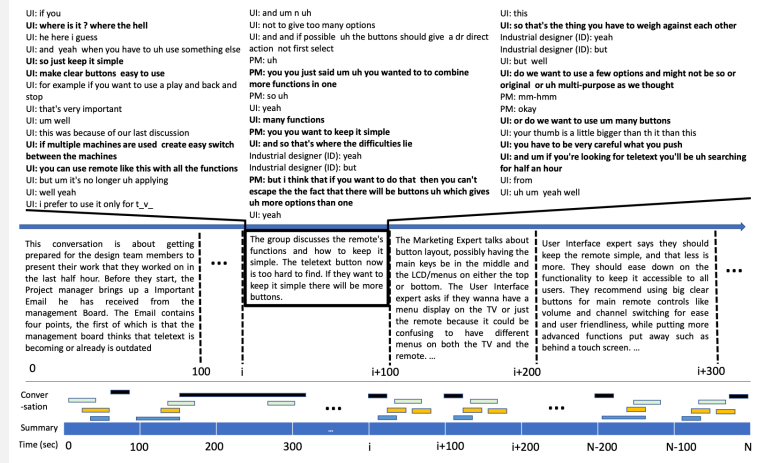 UI: if you
UI: where is it ? where the hell
UI: he here i guess
UI: and  yeah  when you have to uh use something else
UI: so just keep it simple
UI: make clear buttons  easy to use
UI: for example if you want to use a play and back and
stop
UI: that's very important
UI: um well
UI: this was because of our last discussion
UI: if multiple machines are used  create easy switch
between the machines
UI: you can use remote like this with all the functions
UI: but um it's no longer uh applying
UI: well yeah
UI: i prefer to use it only for t_v_
UI: and um n uh
UI: not to give too many options
UI: and and if possible  uh the buttons should give  a dr direct
action  not first select
PM: uh
PM: you you just said um uh you wanted to to combine
more functions in one
PM: so uh
UI: yeah
UI: many functions
PM: you you want to keep it simple
UI: and so that's where the difficulties lie
Industrial designer (ID): yeah
Industrial designer (ID): but
PM: but i think that if you want to do that  then you can't
escape the the fact that there will be buttons uh which gives
uh more options than one
UI: yeah
UI: this
UI: so that's the thing you have to weigh against each other
Industrial designer (ID): yeah
Industrial designer (ID): but
UI: but  well
UI: do we want to use a few options and might not be so or
original  or uh multi-purpose as we thought
PM: mm-hmm
PM: okay
UI: or do we want to use um many buttons
UI: your thumb is a little bigger than th it than this
UI: you have to be very careful what you push
UI: and um if you're looking for teletext you'll be uh searching
for half an hour
UI: from
UI: uh um  yeah well
This conversation is about getting
prepared for the design team members to
present their work that they worked on in
the last half hour. Before they start, the
Project manager brings up a Important
Email he has received from the
management Board. The Email contains
four points, the first of which is that the
management board thinks that teletext is
becoming or already is outdated
...
The group discusses the remote's
functions and how to keep it
simple. The teletext button now
is too hard to find. If they want to
keep it simple there will be more
buttons.
The Marketing Expert talks about
button layout, possibly having the
main keys be in the middle and
the LCD/menus on either the top
or bottom. The User Interface
expert asks if they wanna have a
menu display on the TV or just
the remote because it could be
confusing to have different
menus on both the TV and the
remote. ...
User Interface expert says they should
keep the remote simple, and that less is
more. They should ease down on the
functionality to keep it accessible to all
users. They recommend using big clear
buttons for main remote controls like
volume and channel switching for ease
and user friendliness, while putting more
advanced functions put away such as
behind a touch screen. ...
...
0 100 i i+100 i+200 i+300
Conver
-sation
... ...
Summary ...
Time (sec) 0 100 200 300 i i+100 i+200 N-200 N-100 N